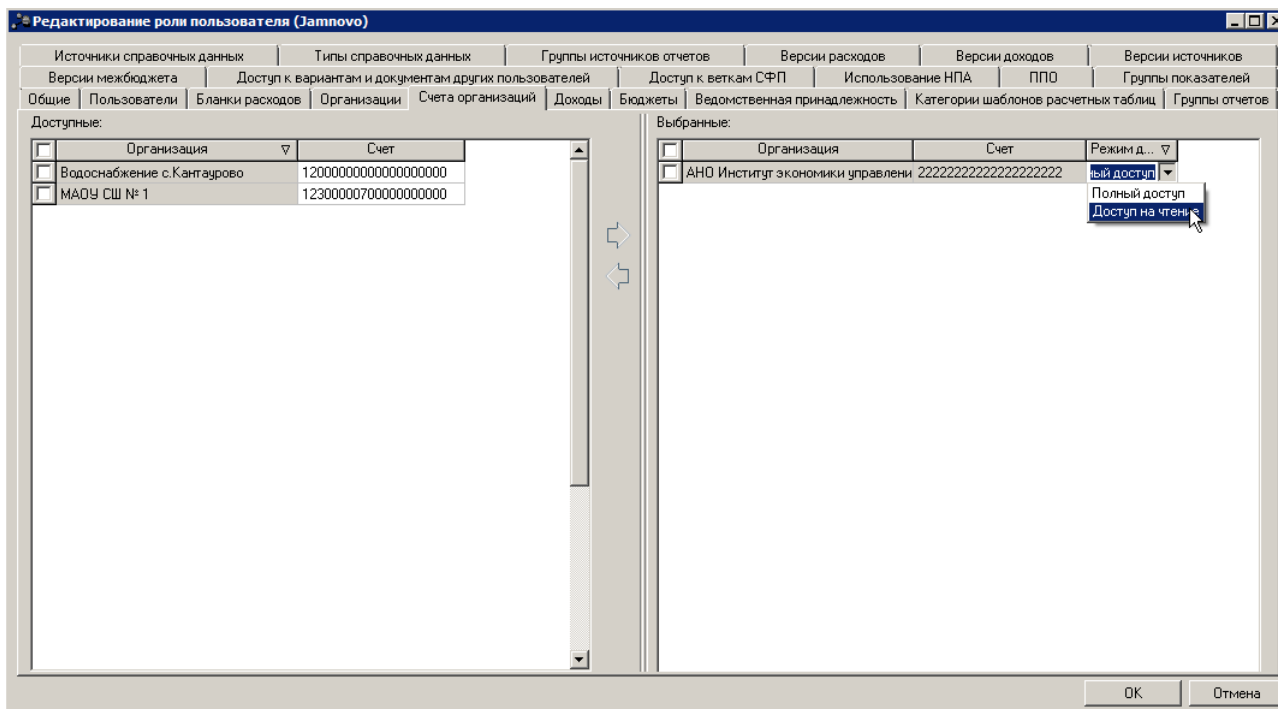 Редактирование роли пользователя (Jamnovo)
Источники справочных данных Типы справочных данных Группы источников отчетов Версии расходов Версии доходов Версии источников
Версии межбюджета Доступ к вариантам и документам других пользователей Доступ к веткам СФП Использование НПА ППО Группы показателей
Общие Пользователи Бланки расходов Организации Счета организаций Доходы Бюджеты Ведомственная принадлежность Категории шаблонов расчетных таблиц Группы отчетов
Доступные: Выбранные:
Организация Счет Организация Счет Режим д...
Водоснабжение с.Кантаурово 12000000000000000000 АНО Институт экономики управлени 22222222222222222222 ный доступ
МАОУ СШ № 1 12300000700000000000 Полный доступ
Доступ на чтение
ОК Отмена